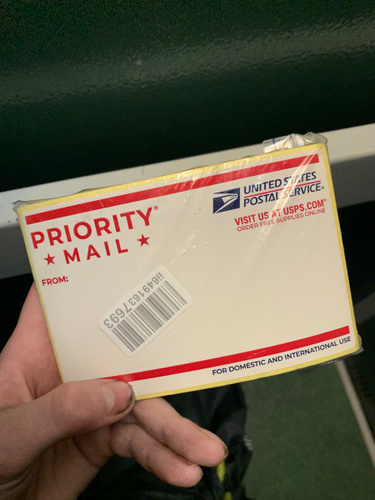 PRIORITY®
★ MAIL ★
UNITED STATES
POSTAL SERVICE®
VISIT US AT USPS.COM®
ORDER FREE SUPPLIES ONLINE
FROM:
ii6491637693
FOR DOMESTIC AND INTERNATIONAL USE